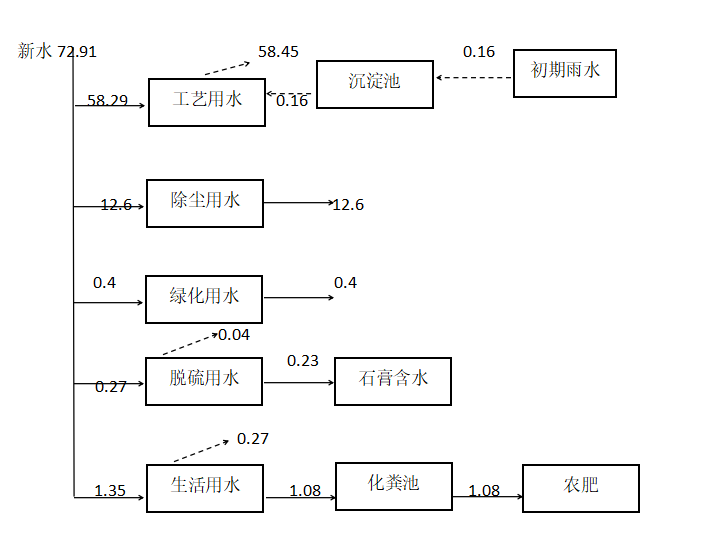 新水 72.91
58.45
0.16
初期雨水
沉淀池
58.29
工艺用水
0.16
12.6
除尘用水
12.6
0.4
绿化用水
0.4
0.04
0.27
脱硫用水
0.23
石膏含水
0.27
1.35
生活用水
1.08
化粪池
1.08
农肥